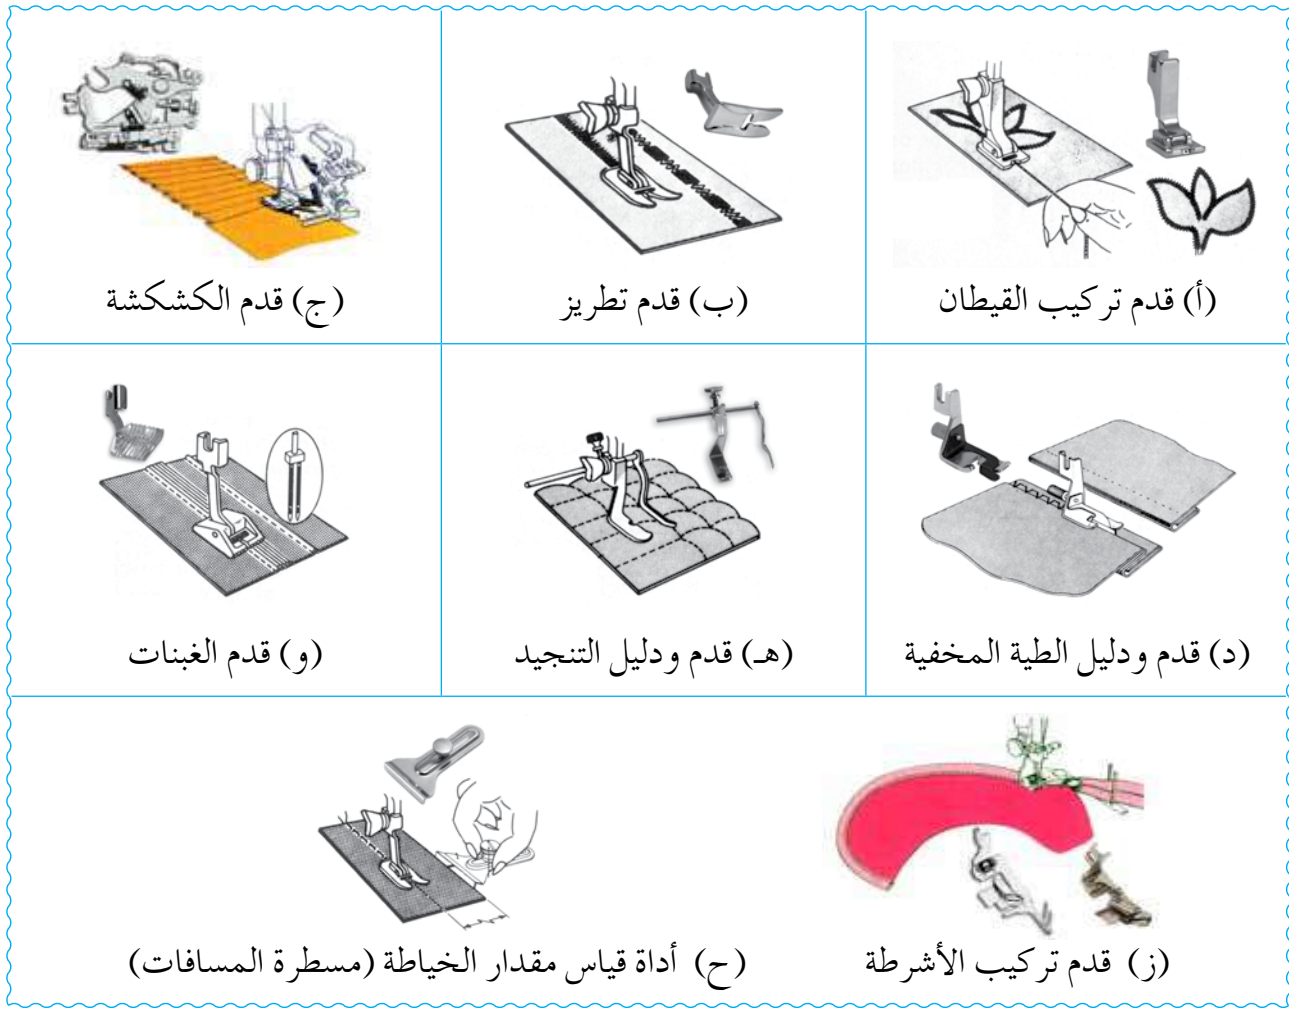 (أ) قدم تركيب القيطان
(ب) قدم تطريز
(ج) قدم الكشكشة
(د) قدم ودليل الطية المخفية
(هـ) قدم ودليل التنجيد
(و) قدم الغبنات
(ز) قدم تركيب الأشرطة
(ح) أداة قياس مقدار الخياطة (مسطرة المسافات)